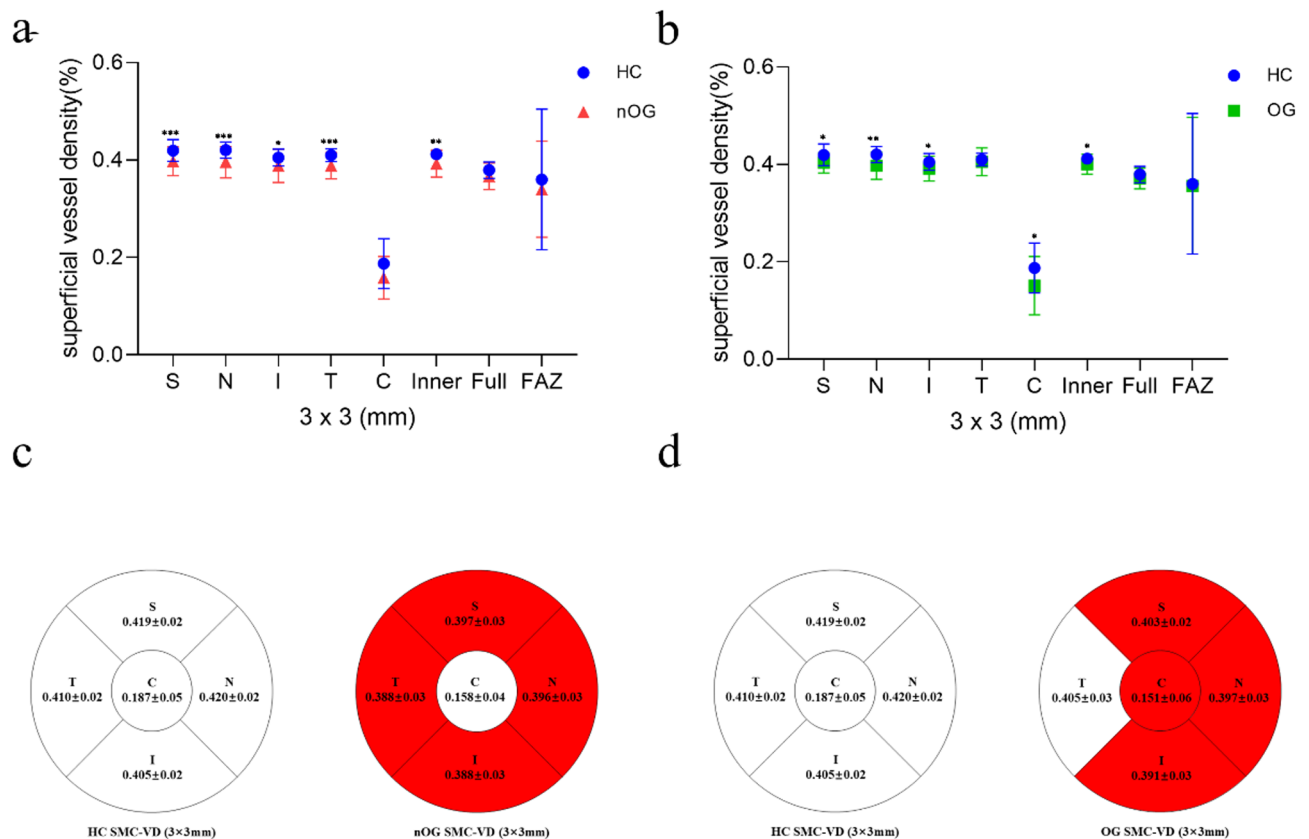 a
superficial vessel density(%)
0.6
0.4
0.2
0.0
*** *** * *** **
HC
nOG
S N I T C Inner Full FAZ
3 x 3 (mm)
b
superficial vessel density(%)
0.6
0.4
0.2
0.0
* ** * * *
HC
OG
S N I T C Inner Full FAZ
3 x 3 (mm)
c
S
0.419±0.02
T
0.410±0.02
C
0.187±0.05
N
0.420±0.02
I
0.405±0.02
HC SMC-VD (3×3mm)
S
0.397±0.03
T
0.388±0.03
C
0.158±0.04
N
0.396±0.03
I
0.388±0.03
nOG SMC-VD (3×3mm)
d
S
0.419±0.02
T
0.410±0.02
C
0.187±0.05
N
0.420±0.02
I
0.405±0.02
HC SMC-VD (3×3mm)
S
0.403±0.02
T
0.405±0.03
C
0.151±0.06
N
0.397±0.03
I
0.391±0.03
OG SMC-VD (3×3mm)